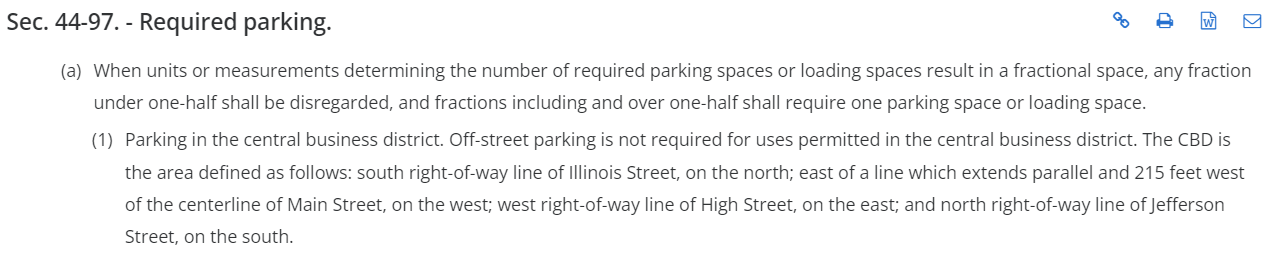 Sec. 44-97. - Required parking.
(a) When units or measurements determining the number of required parking spaces or loading spaces result in a fractional space, any fraction
under one-half shall be disregarded, and fractions including and over one-half shall require one parking space or loading space.
(1) Parking in the central business district. Off-street parking is not required for uses permitted in the central business district. The CBD is
the area defined as follows: south right-of-way line of Illinois Street, on the north; east of a line which extends parallel and 215 feet west
of the centerline of Main Street, on the west; west right-of-way line of High Street, on the east; and north right-of-way line of Jefferson
Street, on the south.